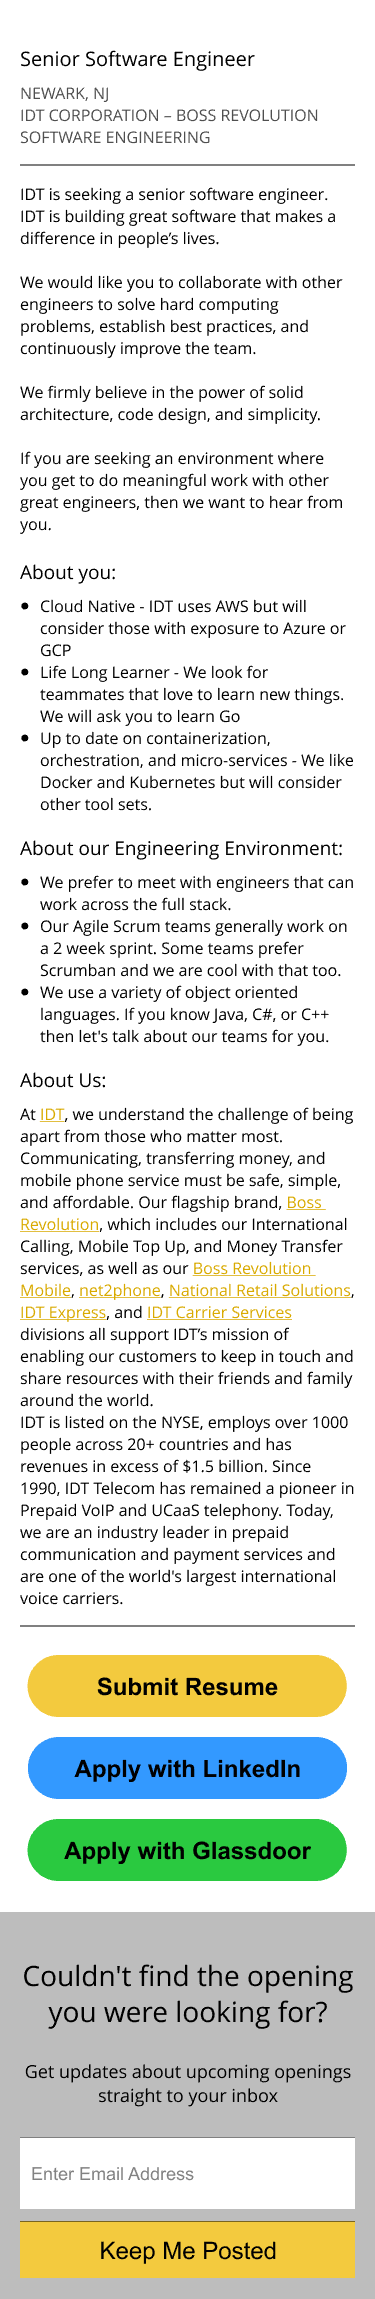 Senior Software Engineer
NEWARK, NJ
IDT CORPORATION – BOSS REVOLUTION
SOFTWARE ENGINEERING
IDT is seeking a senior software engineer.
IDT is building great software that makes a
difference in people’s lives.
We would like you to collaborate with other
engineers to solve hard computing
problems, establish best practices, and
continuously improve the team.
We firmly believe in the power of solid
architecture, code design, and simplicity.
If you are seeking an environment where
you get to do meaningful work with other
great engineers, then we want to hear from
you.
About you:
• Cloud Native - IDT uses AWS but will
consider those with exposure to Azure or
GCP
• Life Long Learner - We look for
teammates that love to learn new things.
We will ask you to learn Go
• Up to date on containerization,
orchestration, and micro-services - We like
Docker and Kubernetes but will consider
other tool sets.
About our Engineering Environment:
• We prefer to meet with engineers that can
work across the full stack.
• Our Agile Scrum teams generally work on
a 2 week sprint. Some teams prefer
Scrumban and we are cool with that too.
• We use a variety of object oriented
languages. If you know Java, C#, or C++
then let's talk about our teams for you.
About Us:
At IDT, we understand the challenge of being
apart from those who matter most.
Communicating, transferring money, and
mobile phone service must be safe, simple,
and affordable. Our flagship brand, Boss
Revolution, which includes our International
Calling, Mobile Top Up, and Money Transfer
services, as well as our Boss Revolution
Mobile, net2phone, National Retail Solutions,
IDT Express, and IDT Carrier Services
divisions all support IDT’s mission of
enabling our customers to keep in touch and
share resources with their friends and family
around the world.
IDT is listed on the NYSE, employs over 1000
people across 20+ countries and has
revenues in excess of $1.5 billion. Since
1990, IDT Telecom has remained a pioneer in
Prepaid VoIP and UCaaS telephony. Today,
we are an industry leader in prepaid
communication and payment services and
are one of the world's largest international
voice carriers.
Submit Resume
Apply with LinkedIn
Apply with Glassdoor
Couldn't find the opening
you were looking for?
Get updates about upcoming openings
straight to your inbox
Enter Email Address
Keep Me Posted